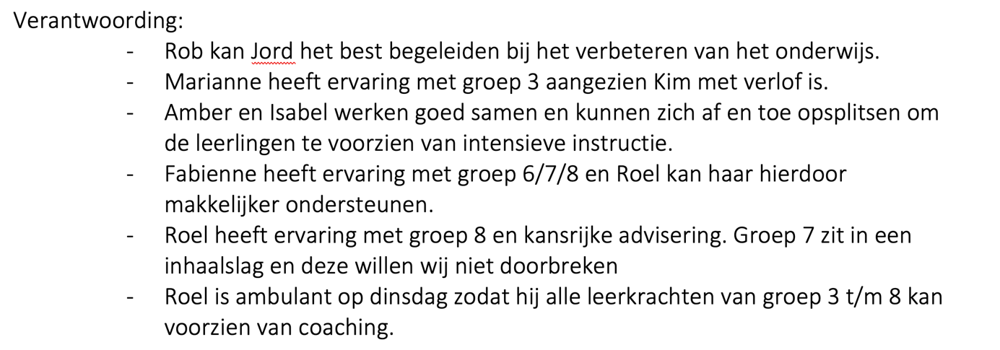 Verantwoording:
- Rob kan Jord het best begeleiden bij het verbeteren van het onderwijs.
- Marianne heeft ervaring met groep 3 aangezien Kim met verlof is.
- Amber en Isabel werken goed samen en kunnen zich af en toe opsplitsen om
de leerlingen te voorzien van intensieve instructie.
- Fabienne heeft ervaring met groep 6/7/8 en Roel kan haar hierdoor
makkelijker ondersteunen.
- Roel heeft ervaring met groep 8 en kansrijke advisering. Groep 7 zit in een
inhaalslag en deze willen wij niet doorbreken
- Roel is ambulant op dinsdag zodat hij alle leerkrachten van groep 3 t/m 8 kan
voorzien van coaching.